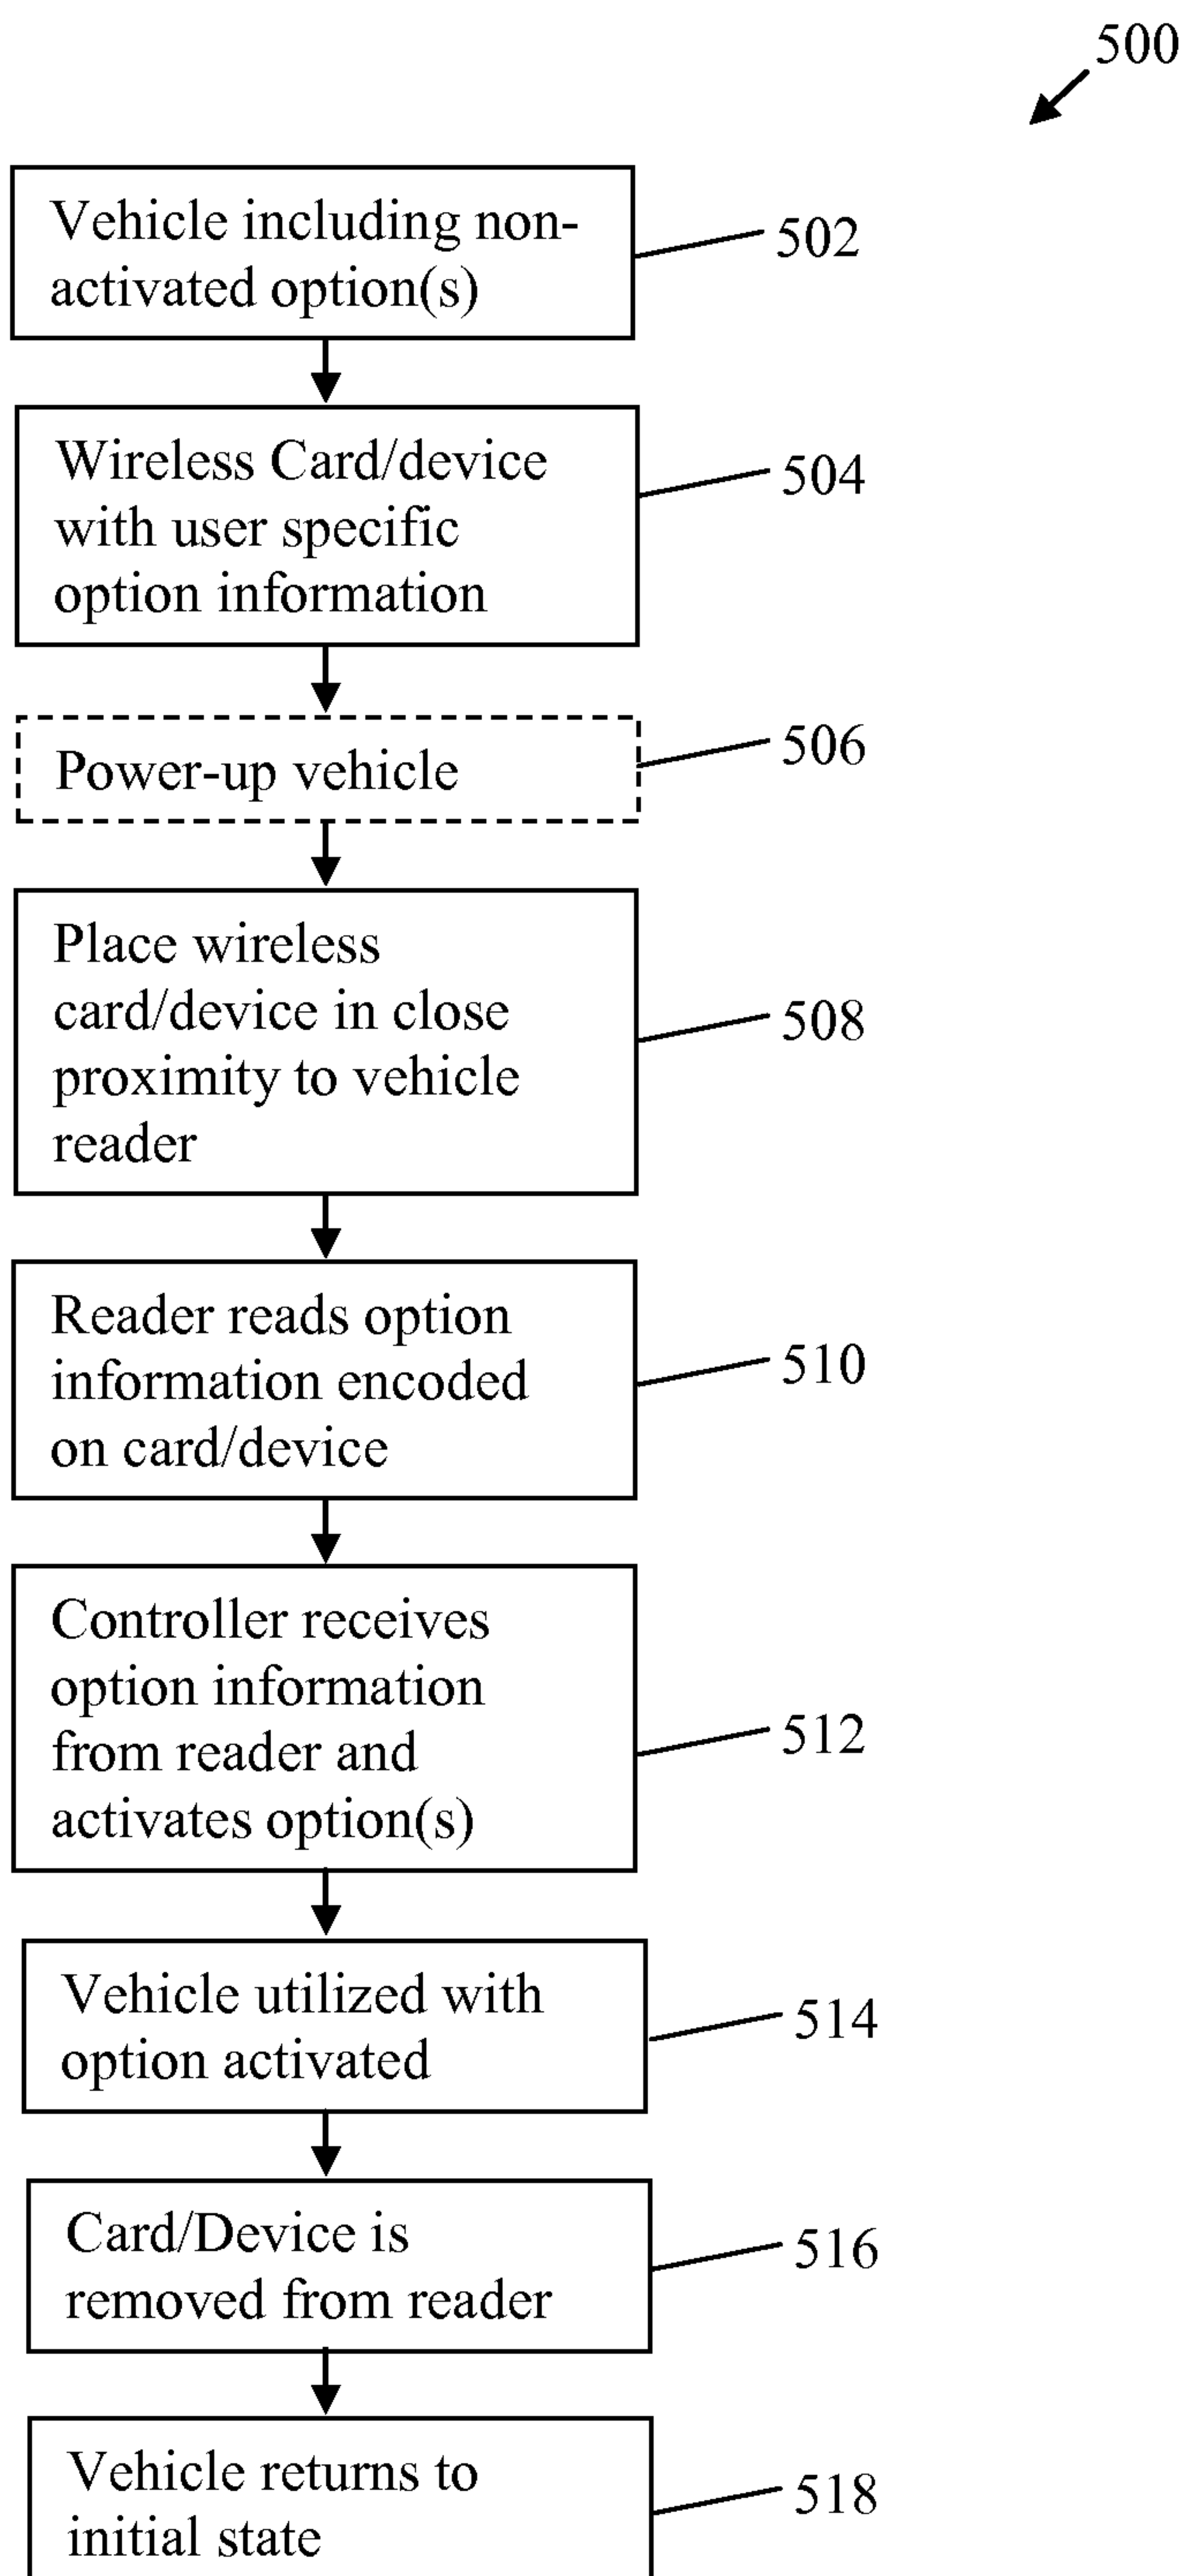 500
Vehicle including non-
activated option(s)
502
Wireless Card/device
with user specific
option information
504
Power-up vehicle
506
Place wireless
card/device in close
proximity to vehicle
reader
508
Reader reads option
information encoded
on card/device
510
Controller receives
option information
from reader and
activates option(s)
512
Vehicle utilized with
option activated
514
Card/Device is
removed from reader
516
Vehicle returns to
initial state
518